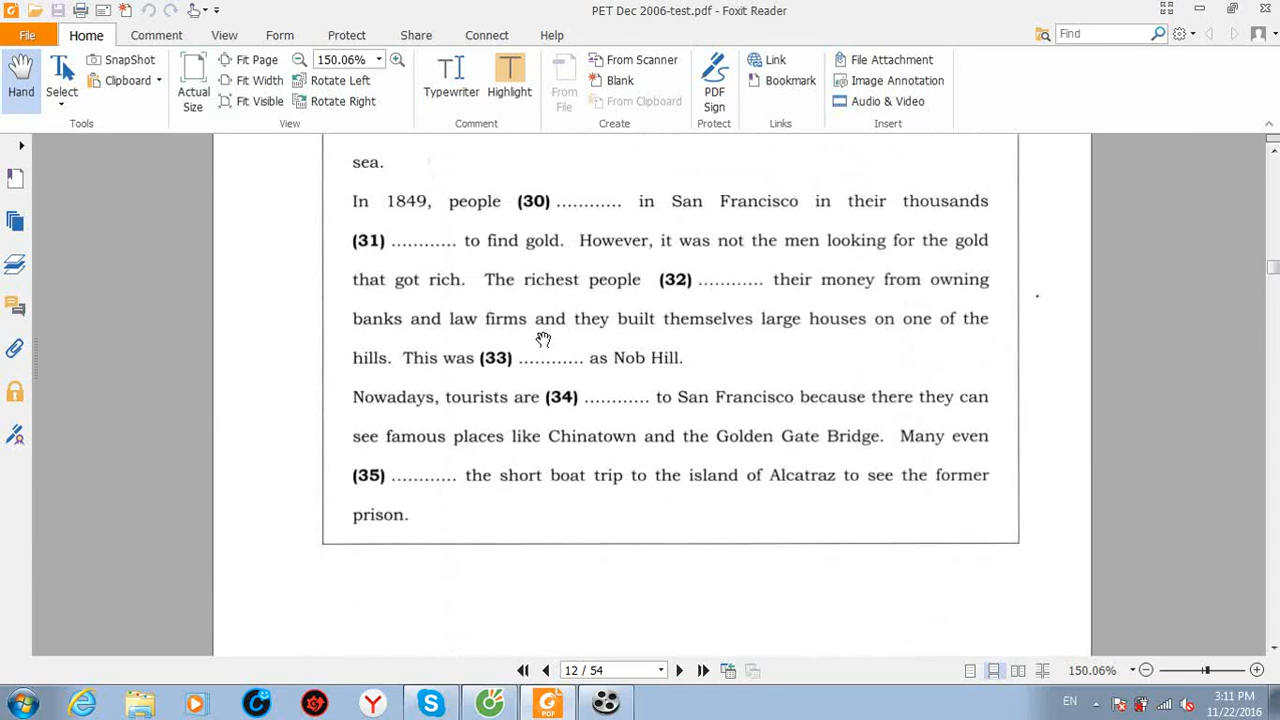 PET Dec 2006-test.pdf - Foxit Reader
File Home Comment View Form Protect Share Connect Help Find
Hand
Select
SnapShot
Clipboard
Tools
Actual Size
Fit Page
Fit Width
Fit Visible
150.06%
Rotate Left
Rotate Right
View
Typewriter
Highlight
Comment
From File
From Scanner
Blank
From Clipboard
Create
PDF Sign
Protect
Link
Bookmark
Links
File Attachment
Image Annotation
Audio & Video
Insert
sea.
In 1849, people (30) ............ in San Francisco in their thousands
(31) ............ to find gold. However, it was not the men looking for the gold
that got rich. The richest people (32) ............ their money from owning
banks and law firms and they built themselves large houses on one of the
hills. This was (33) ............ as Nob Hill.
Nowadays, tourists are (34) ............ to San Francisco because there they can
see famous places like Chinatown and the Golden Gate Bridge. Many even
(35) ............ the short boat trip to the island of Alcatraz to see the former
prison.
12 / 54
150.06%
EN
3:11 PM
11/22/2016